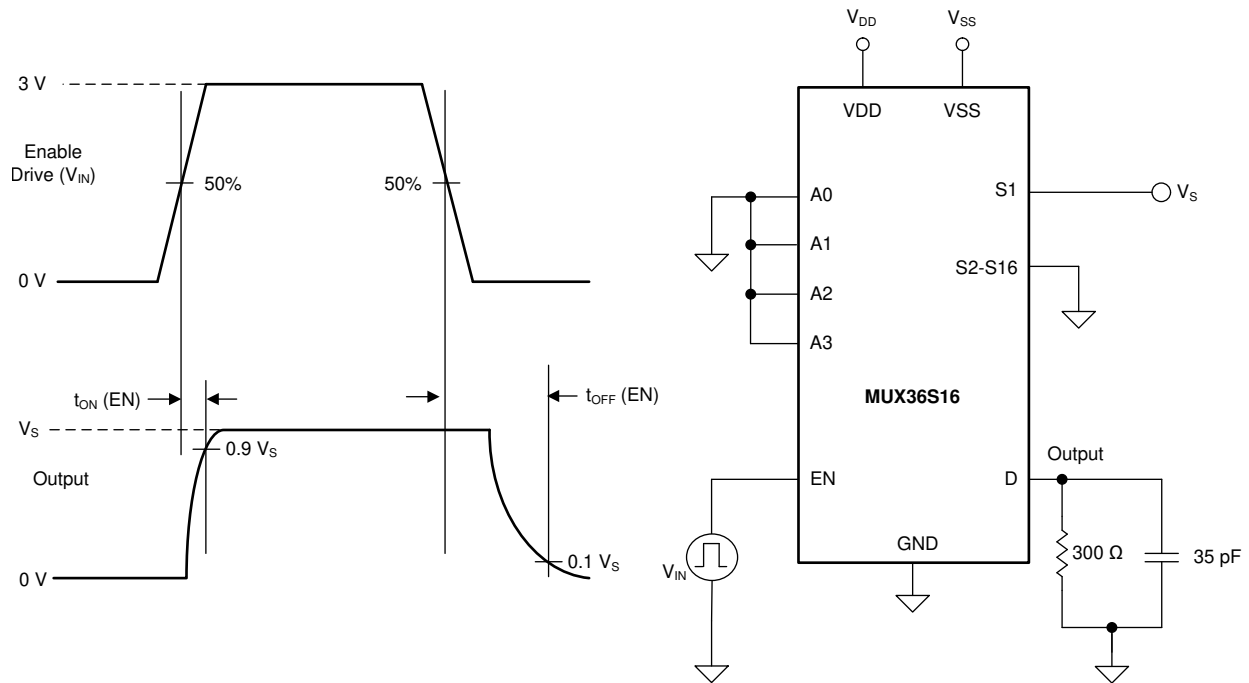 3 V
Enable
Drive (VIN)
50%
50%
0 V
tON (EN)
tOFF (EN)
VS
0.9 VS
Output
0.1 VS
0 V
VDD
VSS
VDD
VSS
A0
S1
VS
A1
S2-S16
A2
A3
MUX36S16
Output
EN
D
GND
VIN
300 Ω
35 pF